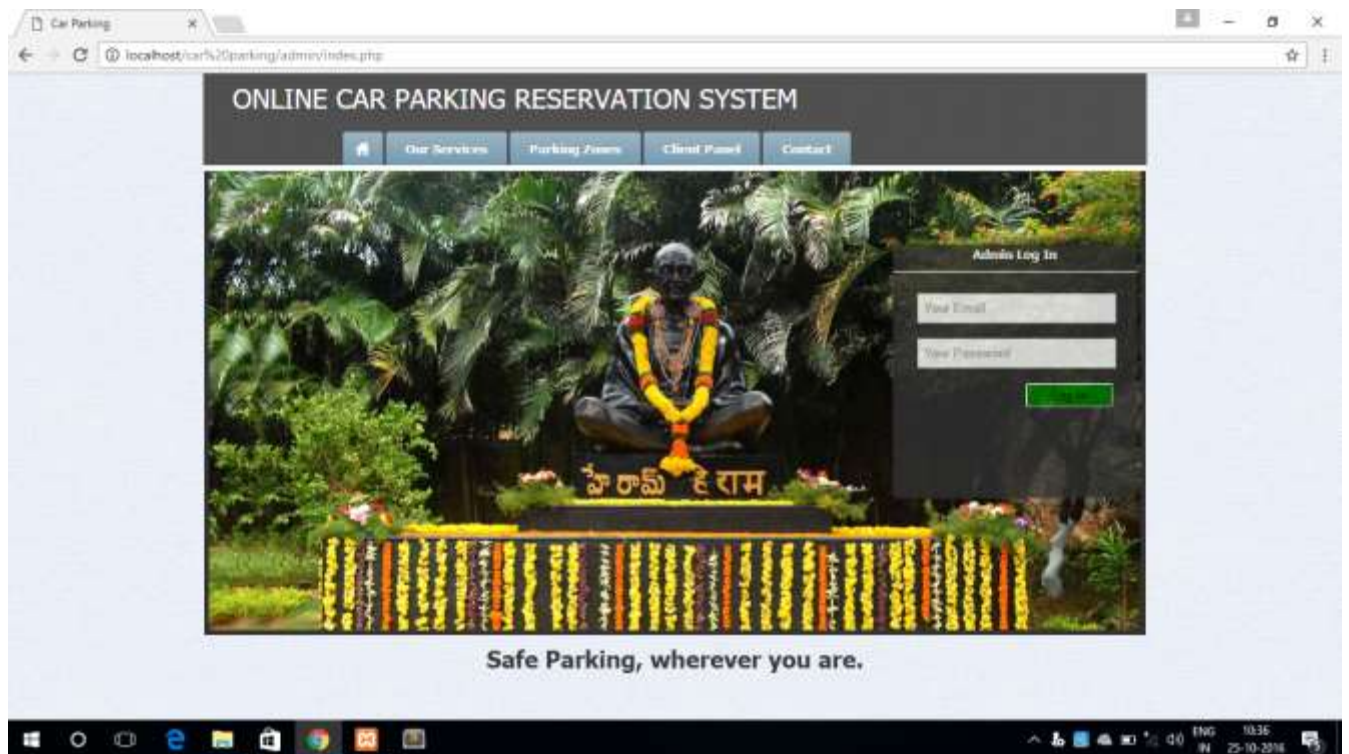 Car Parking
localhost/car%20parking/admin/index.php
ONLINE CAR PARKING RESERVATION SYSTEM
Our Services
Parking Zones
Client Panel
Contact
Admin Log In
Your Email
Your Password
हे राम हे राम
Safe Parking, wherever you are.
ENG
IN
10:36
25-10-2016